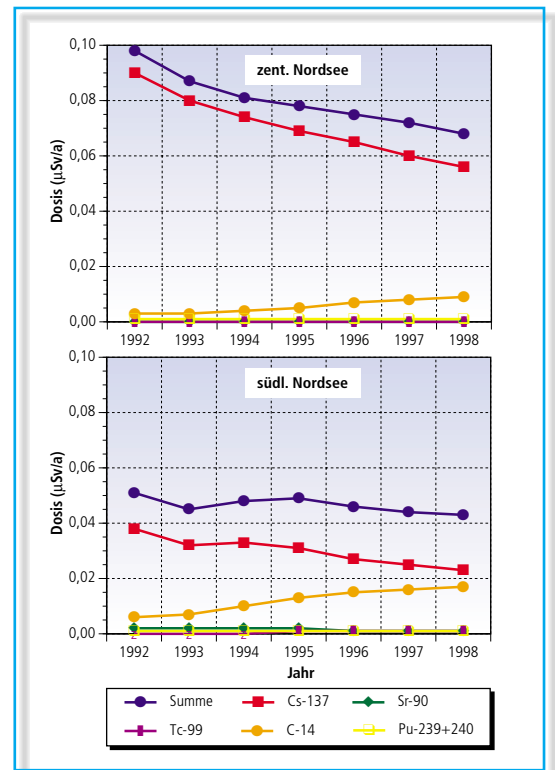 0,10
zent. Nordsee
0,08
0,06
Dosis (µSv/a)
0,04
0,02
0,00
1992 1993 1994 1995 1996 1997 1998
0,10
südl. Nordsee
0,08
0,06
Dosis (µSv/a)
0,04
0,02
0,00
1992 1993 1994 1995 1996 1997 1998
Jahr
Summe Cs-137 Sr-90
Tc-99 C-14 Pu-239+240